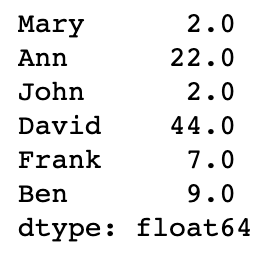 Mary 2.0
Ann 22.0
John 2.0
David 44.0
Frank 7.0
Ben 9.0
dtype: float64